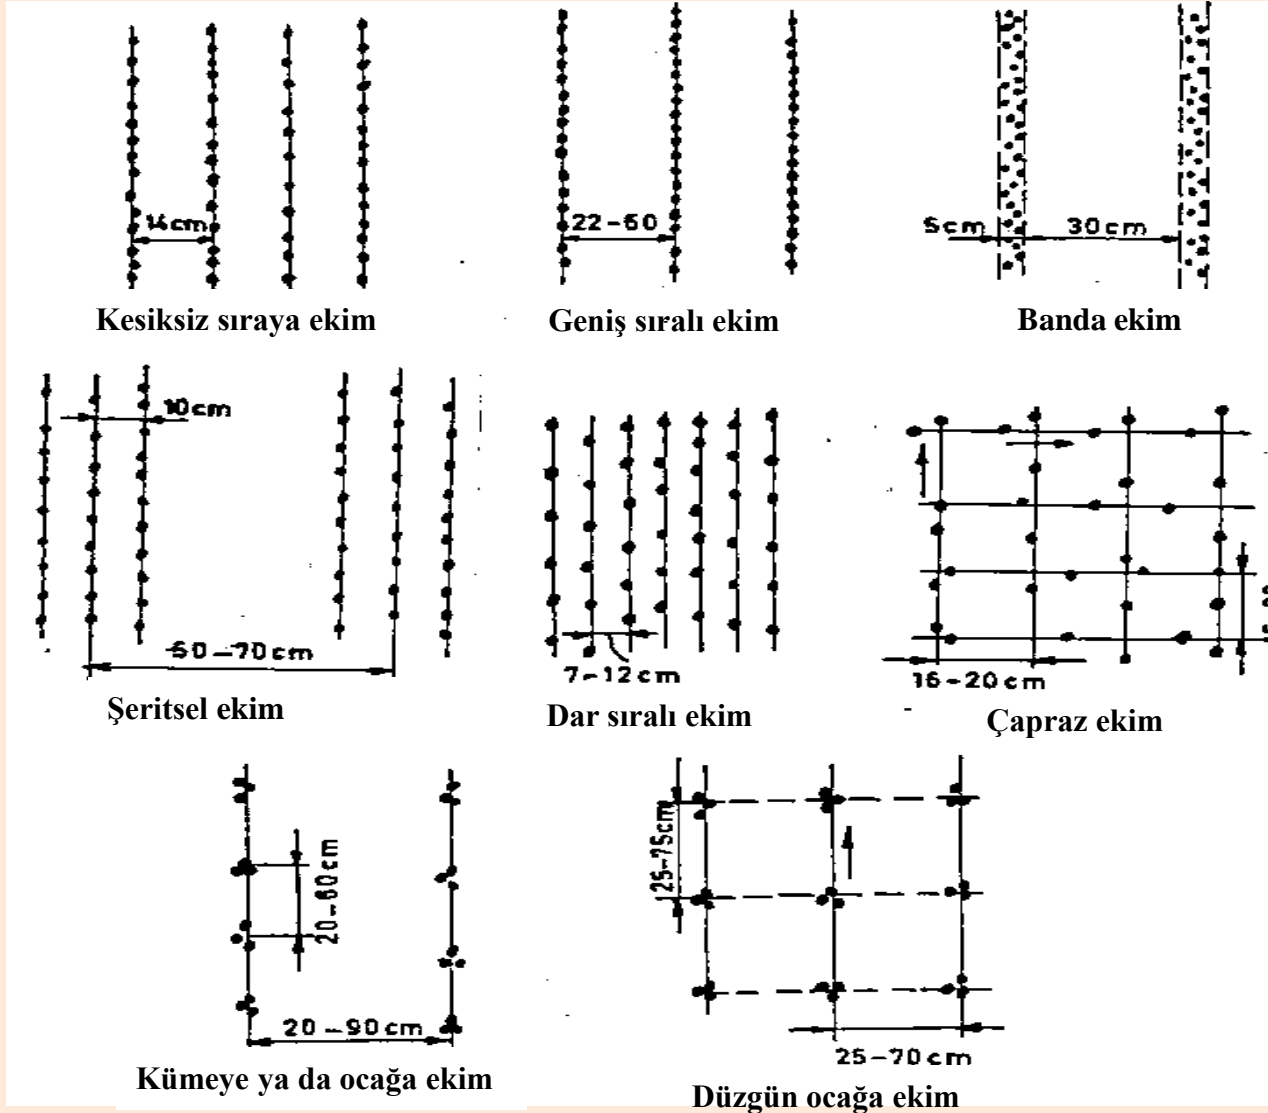 14cm
22-60
5cm
30cm
Kesiksiz sıraya ekim
Geniş sıralı ekim
Banda ekim
10cm
60-70cm
7-12cm
16-20cm
Şeritsel ekim
Dar sıralı ekim
Çapraz ekim
20-60cm
25-75cm
20-90cm
25-70cm
Kümeye ya da ocağa ekim
Düzgün ocağa ekim